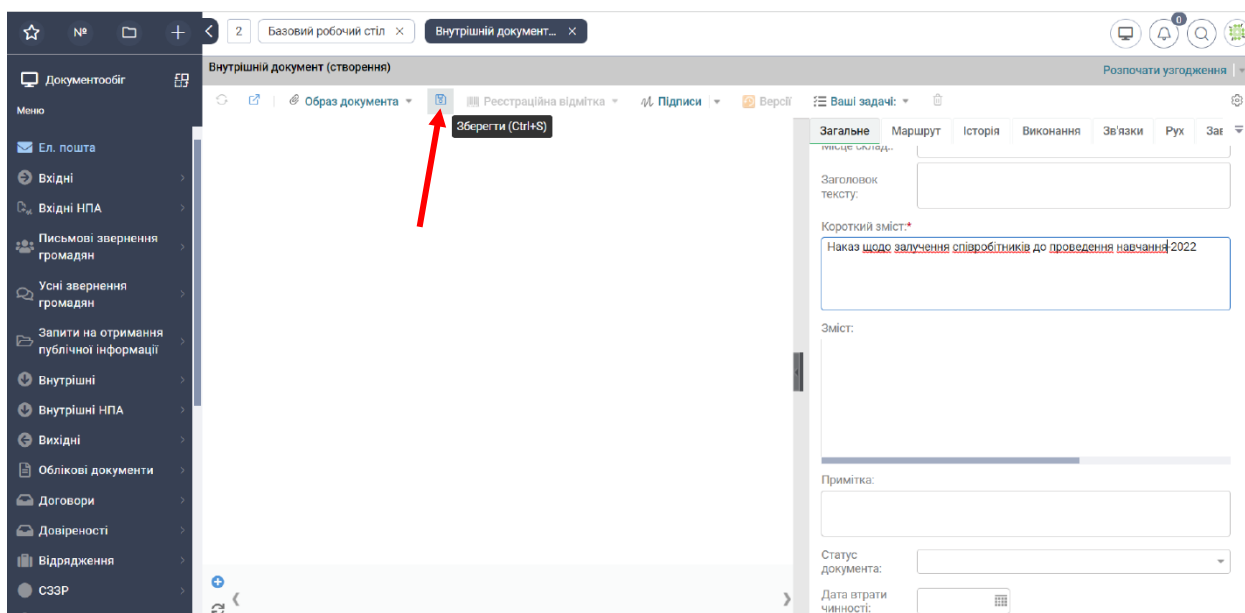 №
2
Базовий робочий стіл ×
Внутрішній документ... ×
0
Документообіг
Внутрішній документ (створення)
Розпочати узгодження
Меню
Образ документа
Реєстраційна відмітка
Підписи
Версії
Ваші задачі:
Зберегти (Ctrl+S)
Ел. пошта
Вхідні
Вхідні НПА
Письмові звернення
громадян
Усні звернення
громадян
Запити на отримання
публічної інформації
Внутрішні
Внутрішні НПА
Вихідні
Облікові документи
Договори
Довіреності
Відрядження
СЗЗР
Загальне Маршрут Історія Виконання Зв'язки Рух
Місце склад.:
Заголовок
тексту:
Короткий зміст:*
Наказ щодо залучення співробітників до проведення навчання-2022
Зміст:
Примітка:
Статус
документа:
Дата втрати
чинності: